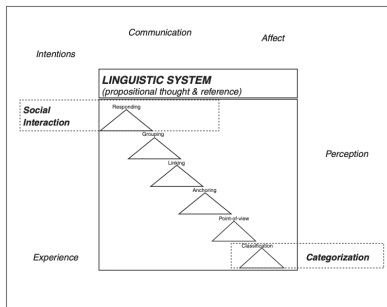 Communication
Affect
Intentions
LINGUISTIC SYSTEM
(propositional thought & reference)
Social
Interaction
Responding
Grouping
Linking
Anchoring
Point-of-view
Classification
Perception
Experience
Categorization